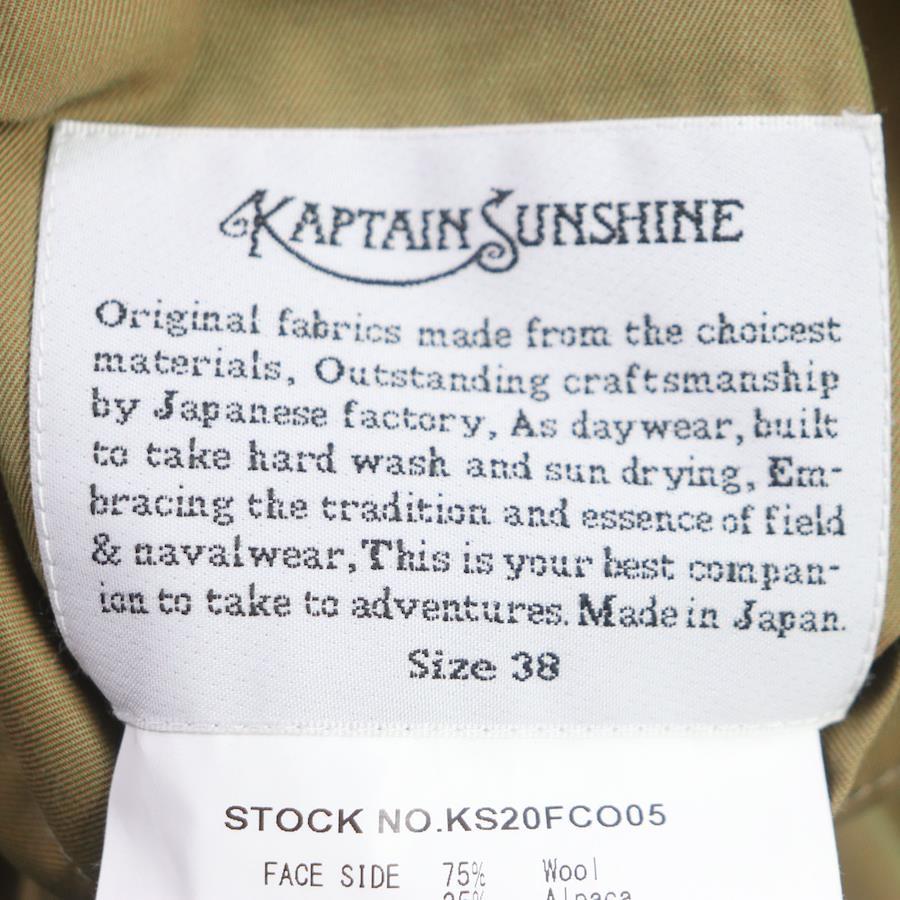 KAPTAIN SUNSHINE
Original fabrics made from the choicest
materials, Outstanding craftsmanship
by Japanese factory, As daywear, built
to take hard wash and sun drying, Em-
bracing the tradition and essence of field
& navalwear, This is your best compan-
ion to take to adventures. Made in Japan.
Size 38
STOCK NO.KS20FCO05
FACE SIDE 75% Wool
25% Alpaca